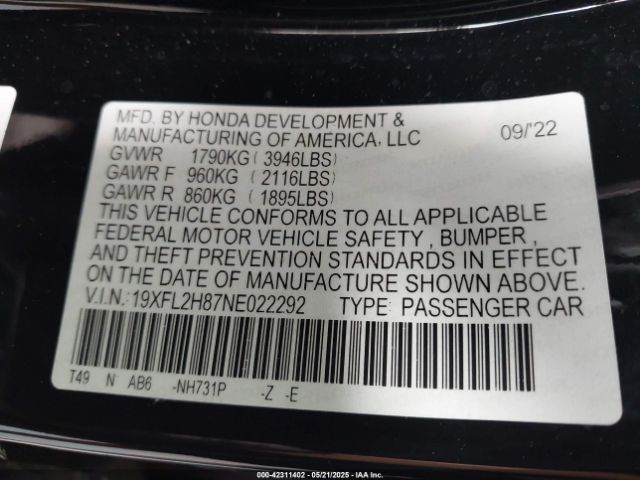 MFD. BY HONDA DEVELOPMENT &
MANUFACTURING OF AMERICA, LLC 09/'22
GVWR 1790KG ( 3946LBS)
GAWR F 960KG ( 2116LBS)
GAWR R 860KG ( 1895LBS)
THIS VEHICLE CONFORMS TO ALL APPLICABLE
FEDERAL MOTOR VEHICLE SAFETY , BUMPER ,
AND THEFT PREVENTION STANDARDS IN EFFECT
ON THE DATE OF MANUFACTURE SHOWN ABOVE.
V.I.N.: 19XFL2H87NE022292 TYPE: PASSENGER CAR
T49 N AB6 -NH731P -Z -E
000-42311402 - 05/21/2025 - IAA Inc.